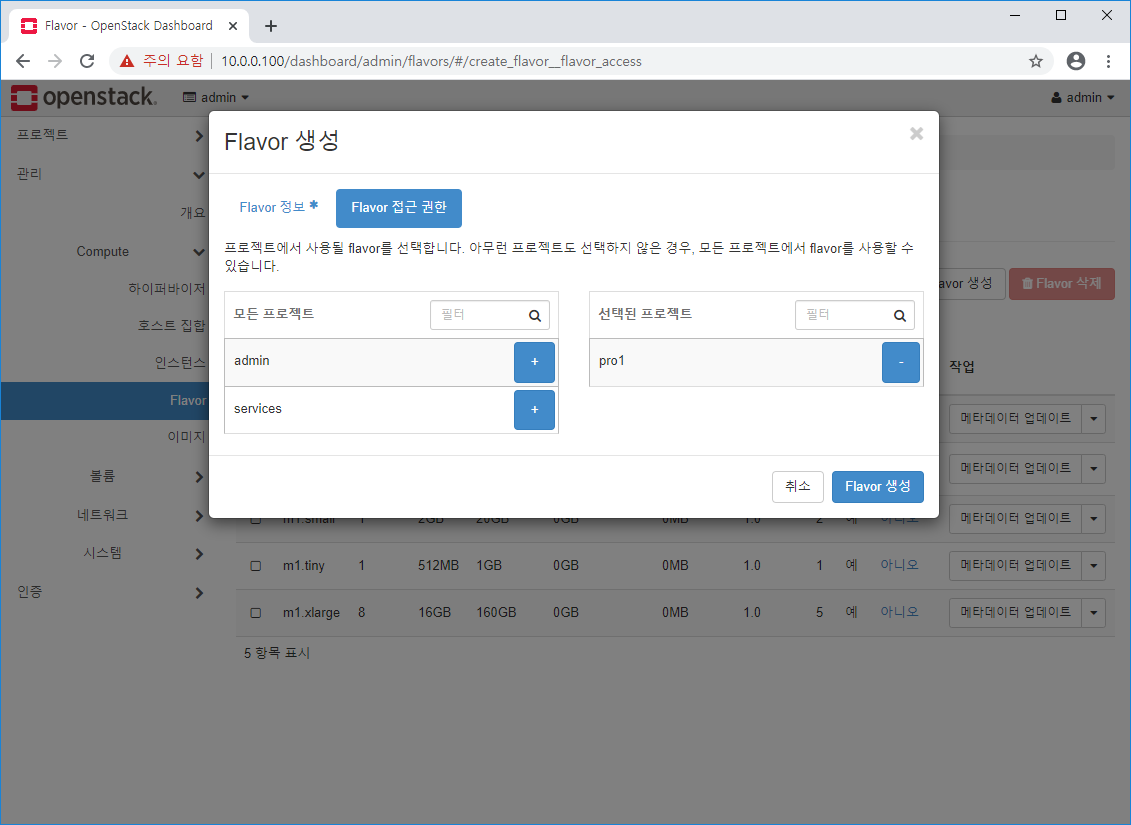 Flavor - OpenStack Dashboard
주의 요함 10.0.0.100/dashboard/admin/flavors/#/create_flavor__flavor_access
openstack. admin admin
프로젝트
관리
개요
Compute
하이퍼바이저
호스트 집합
인스턴스
Flavor
이미지
볼륨
네트워크
시스템
인증
Flavor 생성
Flavor 정보 * Flavor 접근 권한
프로젝트에서 사용될 flavor를 선택합니다. 아무런 프로젝트도 선택하지 않은 경우, 모든 프로젝트에서 flavor를 사용할 수
있습니다.
모든 프로젝트 필터 선택된 프로젝트 필터
admin + pro1 -
services +
취소 Flavor 생성
avor 생성 Flavor 삭제
작업
메타데이터 업데이트
메타데이터 업데이트
m1.small 1 2GB 20GB 0GB 0MB 1.0 2 예 아니오 메타데이터 업데이트
m1.tiny 1 512MB 1GB 0GB 0MB 1.0 1 예 아니오 메타데이터 업데이트
m1.xlarge 8 16GB 160GB 0GB 0MB 1.0 5 예 아니오 메타데이터 업데이트
5 항목 표시